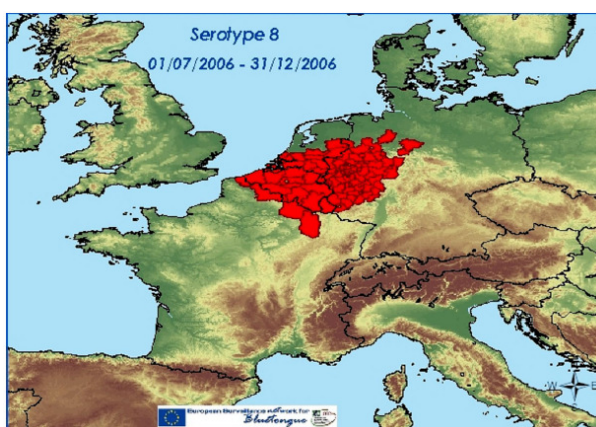 Serotype 8
01/07/2006 - 31/12/2006
W E
European Surveillance network for
Bluetongue